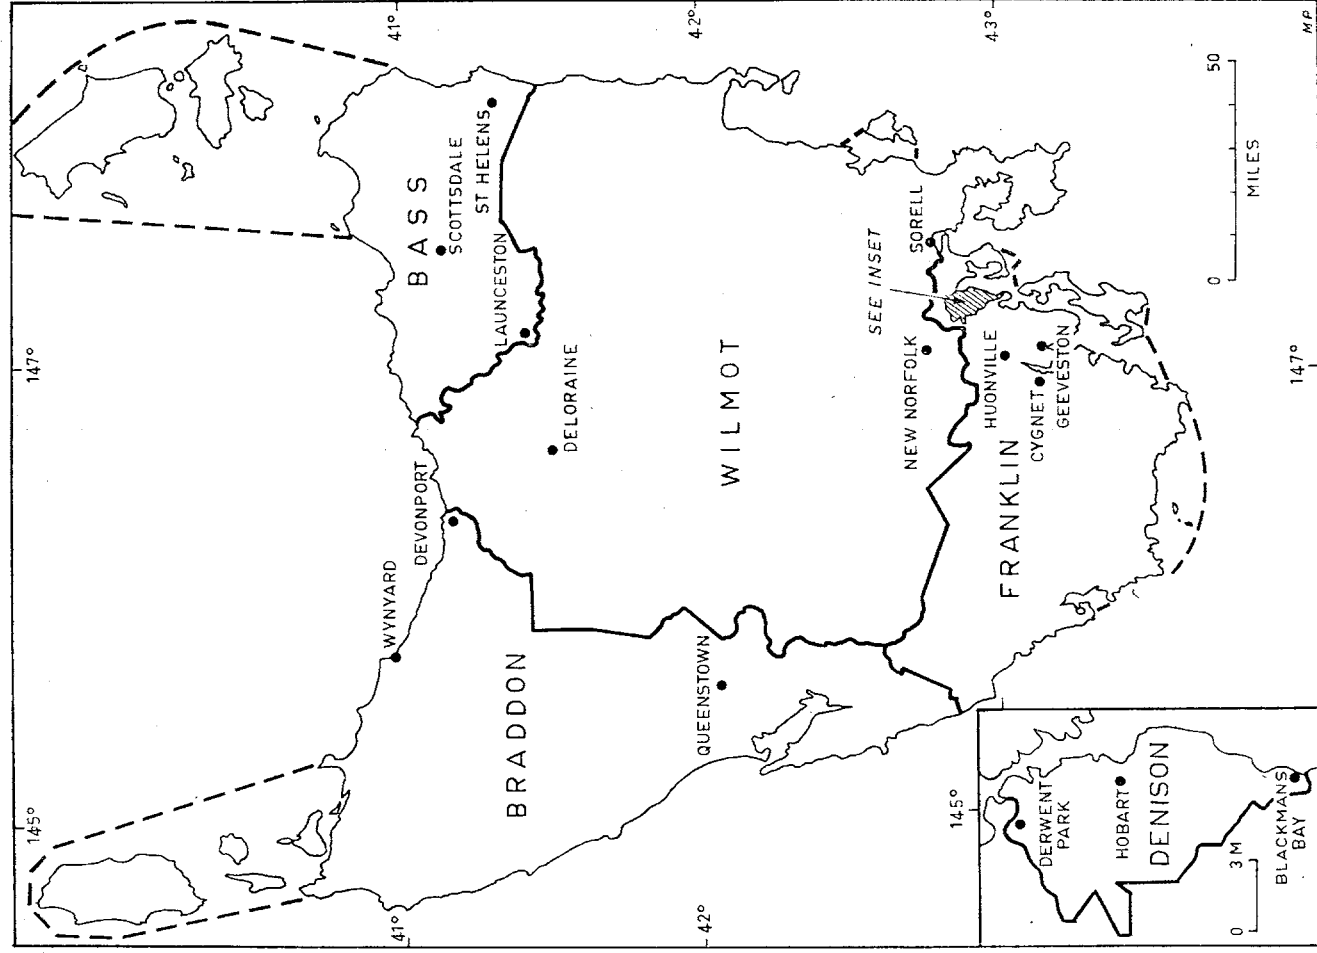 145°
147°
41°
41°
WYNYARD
DEVONPORT
BASS
SCOTTSDALE
ST HELENS
LAUNCESTON
DELORAINE
BRADDON
QUEENSTOWN
42°
42°
WILMOT
SEE INSET
SORELL
NEW NORFOLK
HUONVILLE
CYGNET
GEEVESTON
FRANKLIN
43°
145°
147°
DERWENT
PARK
HOBART
DENISON
BLACKMANS
BAY
0 3 M
0 50
MILES
MP